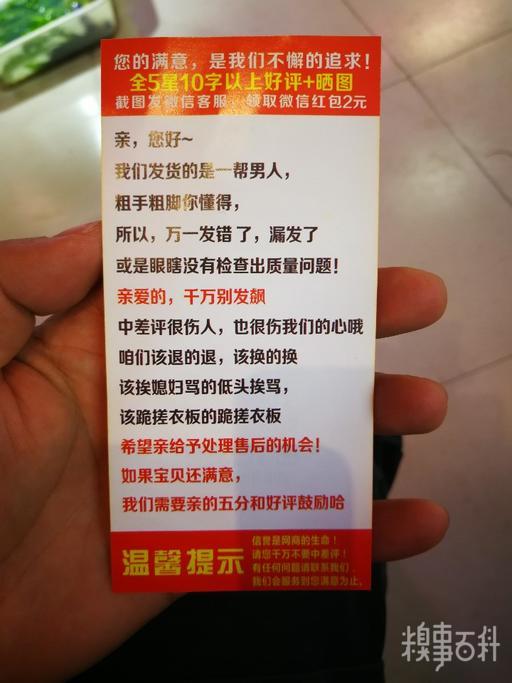 您的满意，是我们不懈的追求！
全5星10字以上好评+晒图
截图发微信客服，领取微信红包2元
亲，您好~
我们发货的是一帮男人，
粗手粗脚你懂得，
所以，万一发错了，漏发了
或是眼瞎没有检查出质量问题！
亲爱的，千万别发飙
中差评很伤人，也很伤我们的心哦
咱们该退的退，该换的换
该挨媳妇骂的低头挨骂，
该跪搓衣板的跪搓衣板
希望亲给予处理售后的机会！
如果宝贝还满意，
我们需要亲的五分和好评鼓励哈
温馨提示
信誉是网商的生命！
请您千万不要中差评！
有任何问题请联系我们，
我们会服务到您满意为止。
糗事百科